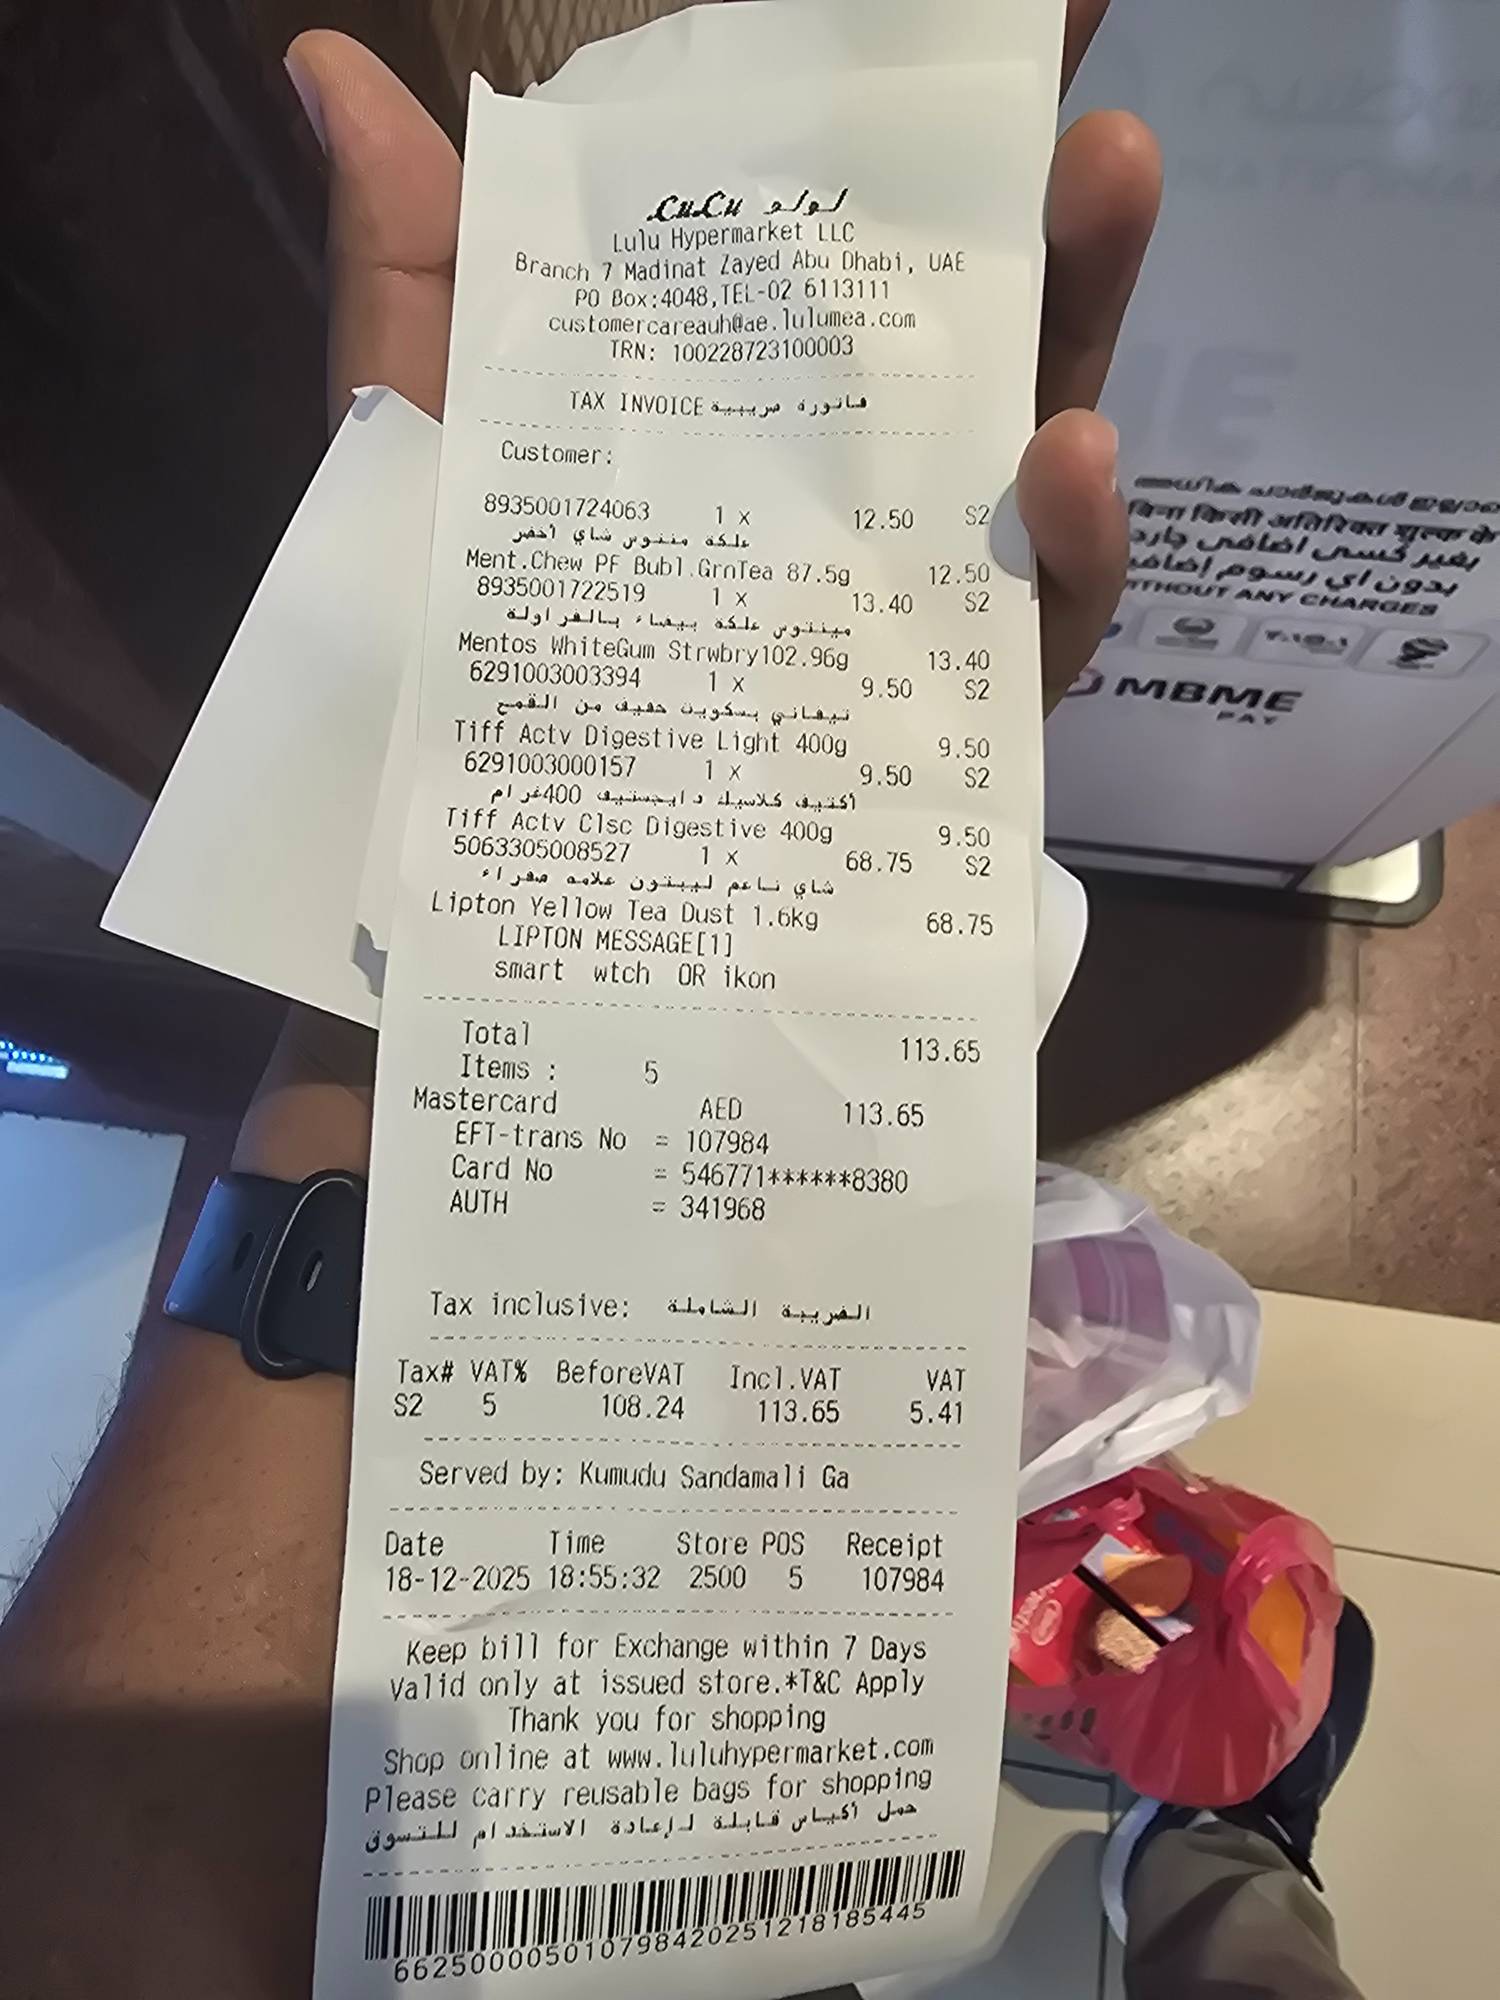 LuLu لولو
Lulu Hypermarket LLC
Branch 7 Madinat Zayed Abu Dhabi, UAE
PO Box:4048,TEL-02 6113111
customercareauh@ae.lulumea.com
TRN: 100228723100003
TAX INVOICE فاتورة ضريبية
Customer:
8935001724063 1 x 12.50 S2
علكة منتوس شاي أخضر
Ment.Chew PF Bubl.GrnTea 87.5g 12.50
8935001722519 1 x 13.40 S2
مينتوس علكة بيضاء بالفراولة
Mentos WhiteGum Strwbry102.96g 13.40
6291003003394 1 x 9.50 S2
تيفاني بسكويت خفيف من القمح
Tiff Actv Digestive Light 400g 9.50
6291003000157 1 x 9.50 S2
أكتيف كلاسيك دايجستيف 400غرام
Tiff Actv Clsc Digestive 400g 9.50
5063305008527 1 x 68.75 S2
شاي ناعم ليبتون علامه صفراء
Lipton Yellow Tea Dust 1.6kg 68.75
LIPTON MESSAGE[1]
smart wtch OR ikon
Total 113.65
Items : 5
Mastercard AED 113.65
EFT-trans No = 107984
Card No = 546771******8380
AUTH = 341968
Tax inclusive: الضريبة الشاملة
Tax# VAT% BeforeVAT Incl.VAT VAT
S2 5 108.24 113.65 5.41
Served by: Kumudu Sandamali Ga
Date Time Store POS Receipt
18-12-2025 18:55:32 2500 5 107984
Keep bill for Exchange within 7 Days
Valid only at issued store.*T&C Apply
Thank you for shopping
Shop online at www.luluhypermarket.com
Please carry reusable bags for shopping
حمل أكياس قابلة لإعادة الاستخدام للتسوق
662500005010798420251218185445
बिना किसी अतिरिक्त शुल्क के
بغیر کسی اضافی چارج
بدون أي رسوم إضافية
WITHOUT ANY CHARGES
MBME
PAY